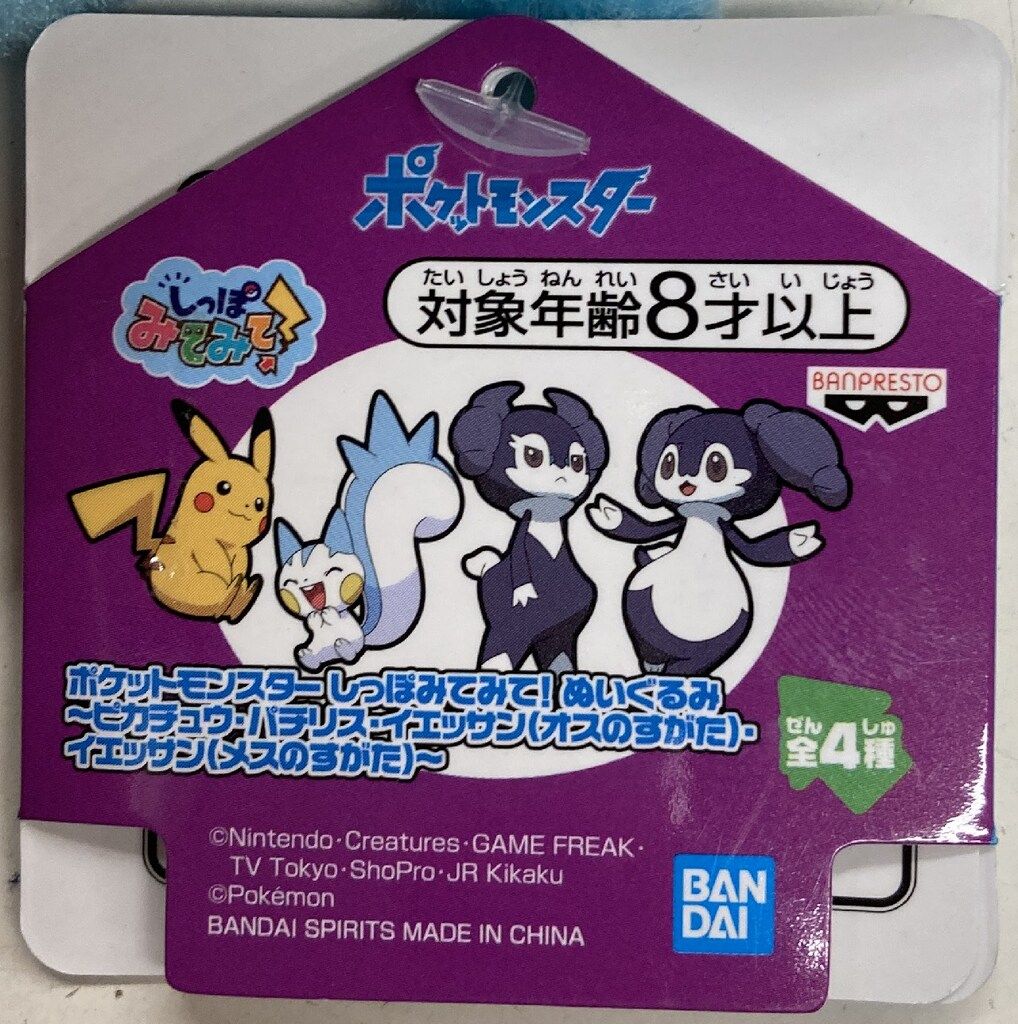 ポケットモンスター
しっぽ
みてみて!
たいしょうねんれい さいいじょう
対象年齢8才以上
BANPRESTO
ポケットモンスター しっぽみてみて! ぬいぐるみ
~ピカチュウ・パチリス・イエッサン(オスのすがた)・
イエッサン(メスのすがた)~
ぜん しゅ
全4種
©Nintendo・Creatures・GAME FREAK・
TV Tokyo・ShoPro・JR Kikaku
©Pokémon
BANDAI SPIRITS MADE IN CHINA
BAN
DAI